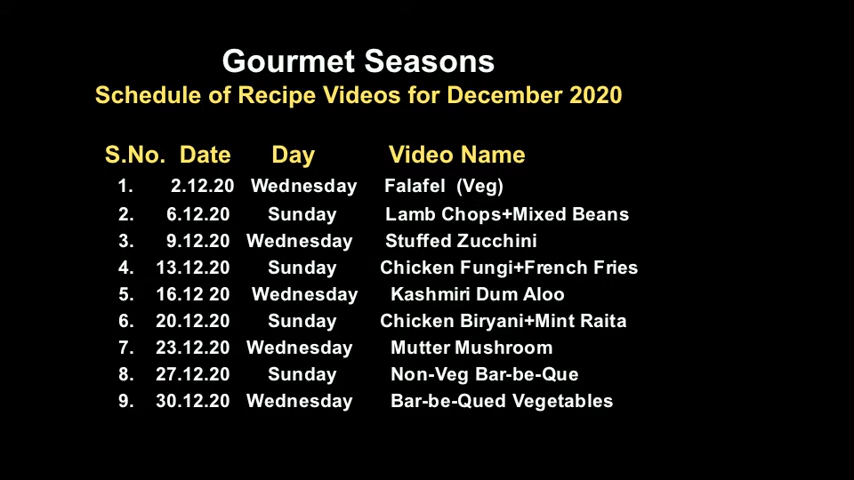 Gourmet Seasons
Schedule of Recipe Videos for December 2020
S.No. Date Day Video Name
1. 2.12.20 Wednesday Falafel (Veg)
2. 6.12.20 Sunday Lamb Chops+Mixed Beans
3. 9.12.20 Wednesday Stuffed Zucchini
4. 13.12.20 Sunday Chicken Fungi+French Fries
5. 16.12 20 Wednesday Kashmiri Dum Aloo
6. 20.12.20 Sunday Chicken Biryani+Mint Raita
7. 23.12.20 Wednesday Mutter Mushroom
8. 27.12.20 Sunday Non-Veg Bar-be-Que
9. 30.12.20 Wednesday Bar-be-Qued Vegetables